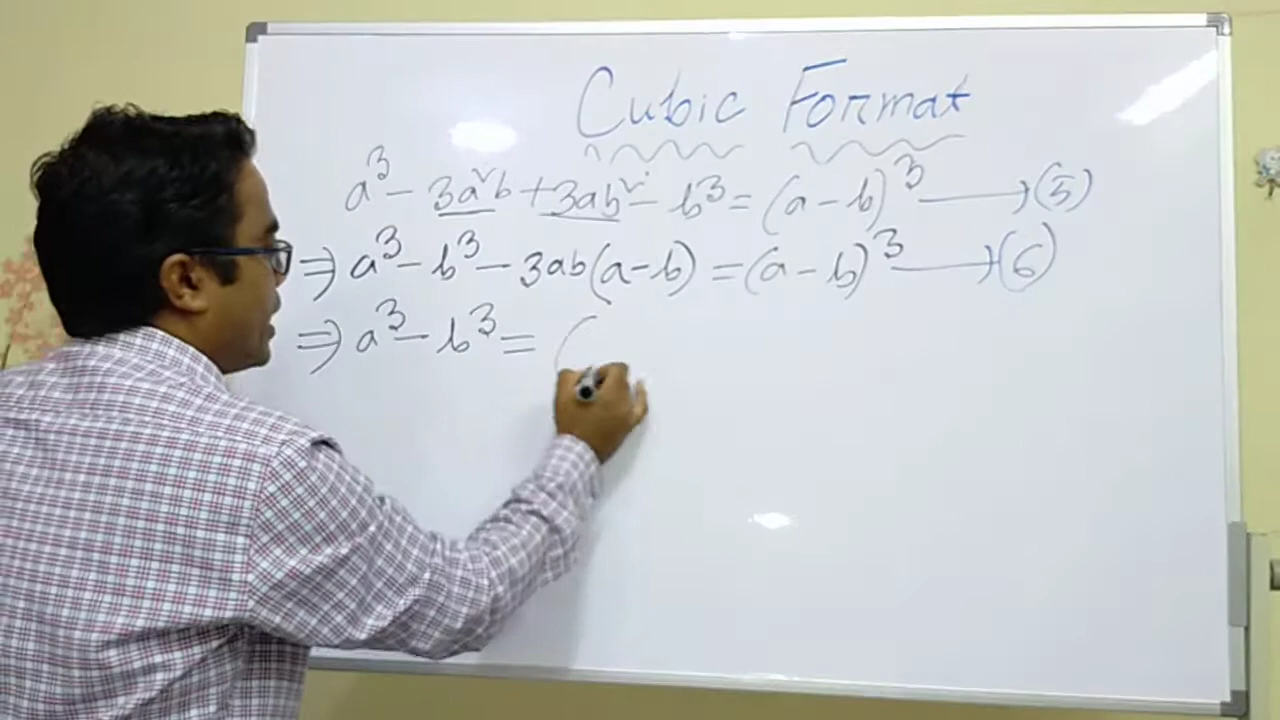 Cubic Format
a³ - 3a²b + 3ab² - b³ = (a - b)³ → (5)
⇒ a³ - b³ - 3ab(a - b) = (a - b)³ → (6)
⇒ a³ - b³ = (